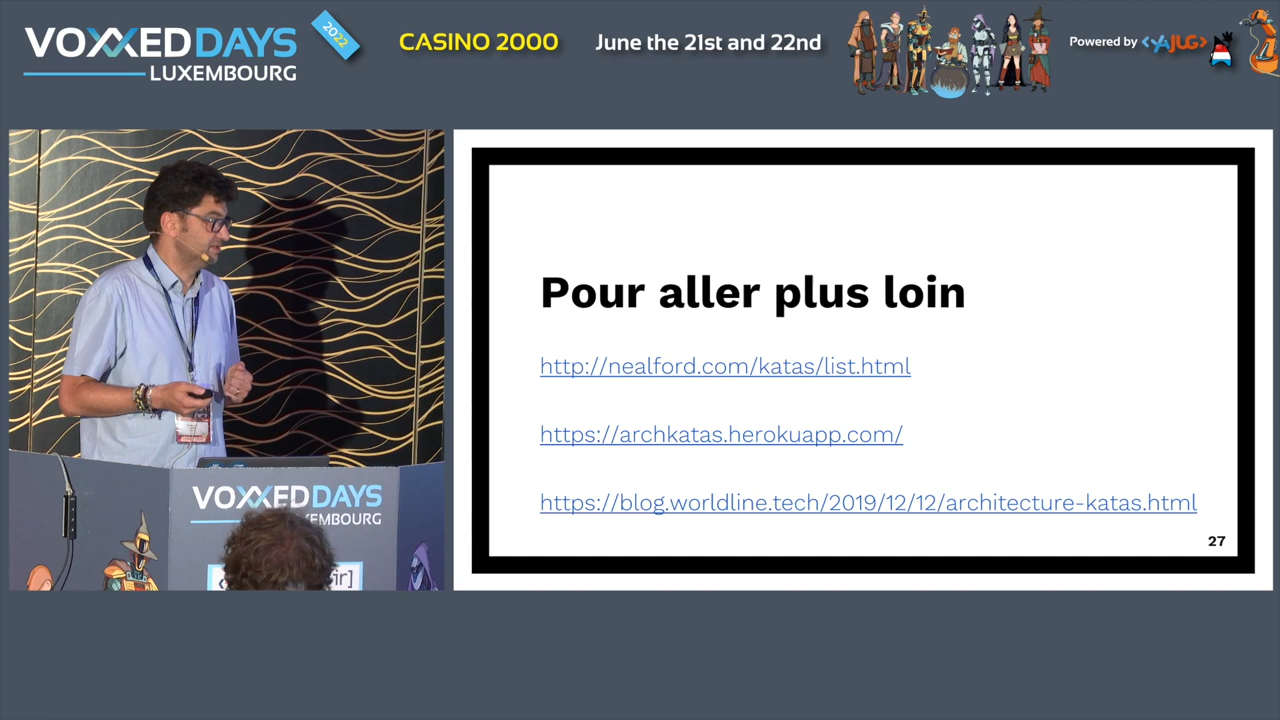 VOXXED DAYS
LUXEMBOURG
2022
CASINO 2000
June the 21st and 22nd
Powered by <YAJUG>
Pour aller plus loin
http://nealford.com/katas/list.html
https://archkatas.herokuapp.com/
https://blog.worldline.tech/2019/12/12/architecture-katas.html
27
VOXXED DAYS